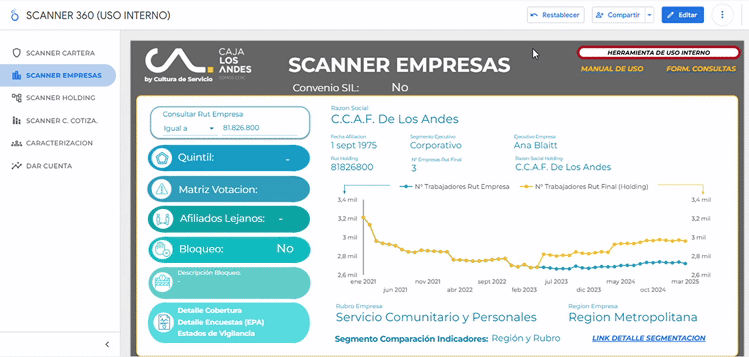 SCANNER 360 (USO INTERNO)
Restablecer
Compartir
Editar
SCANNER CARTERA
SCANNER EMPRESAS
SCANNER HOLDING
SCANNER C. COTIZA.
CARACTERIZACION
DAR CUENTA
CA.
by Cultura de Servicio
CAJA
LOS
ANDES
SCANNER EMPRESAS
Convenio SIL: No
HERRAMIENTA DE USO INTERNO
MANUAL DE USO FORM. CONSULTAS
Consultar Rut Empresa
Igual a 81.826.800
Quintil: -
Matriz Votacion:
Afiliados Lejanos: -
Bloqueo: No
Descripción Bloqueo:
-
Detalle Cobertura
Detalle Encuestas (EPA)
Estados de Vigilancia
Razon Social
C.C.A.F. De Los Andes
Fecha Afiliacion Segmento Ejecutivo Ejecutivo Empresa
1 sept 1975 Corporativo Ana Blaitt
Rut Holding N° Empresas Rut Final Razon Social Holding
81826800 3 C.C.A.F. De Los Andes
N° Trabajadores Rut Empresa N° Trabajadores Rut Final (Holding)
3,4 mil 3,4 mil
3,2 mil 3,2 mil
3 mil 3 mil
2,8 mil 2,8 mil
2,6 mil 2,6 mil
ene 2021 nov 2021 sept 2022 jul 2023 may 2024 mar 2025
jun 2021 abr 2022 feb 2023 dic 2023 oct 2024
Rubro Empresa Region Empresa
Servicio Comunitario y Personales Region Metropolitana
Segmento Comparación Indicadores: Región y Rubro LINK DETALLE SEGMENTACION